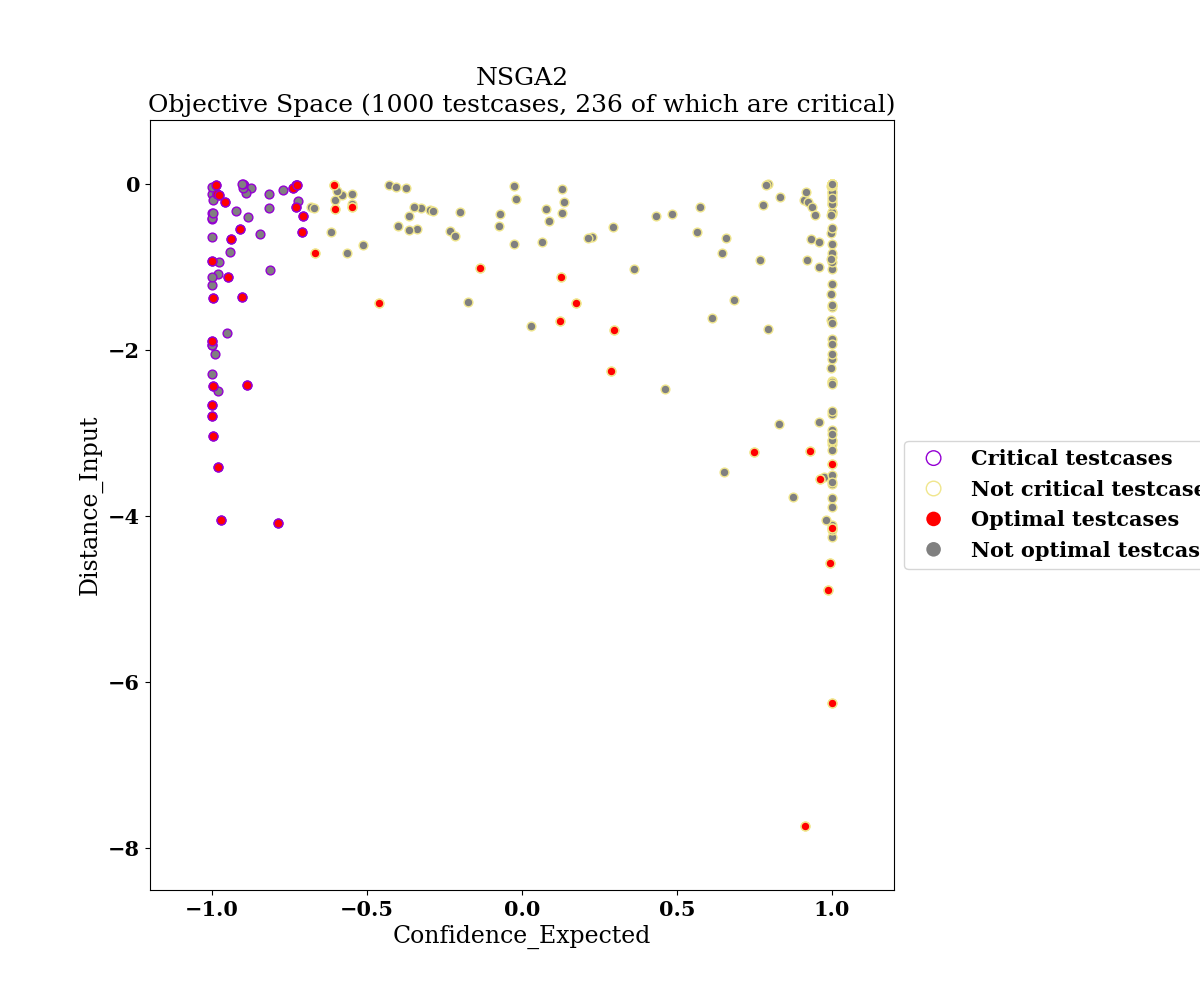 NSGA2
Objective Space (1000 testcases, 236 of which are critical)
0
−2
−4
−6
−8
Distance_Input
−1.0 −0.5 0.0 0.5 1.0
Confidence_Expected
Critical testcases
Not critical testcase
Optimal testcases
Not optimal testcas